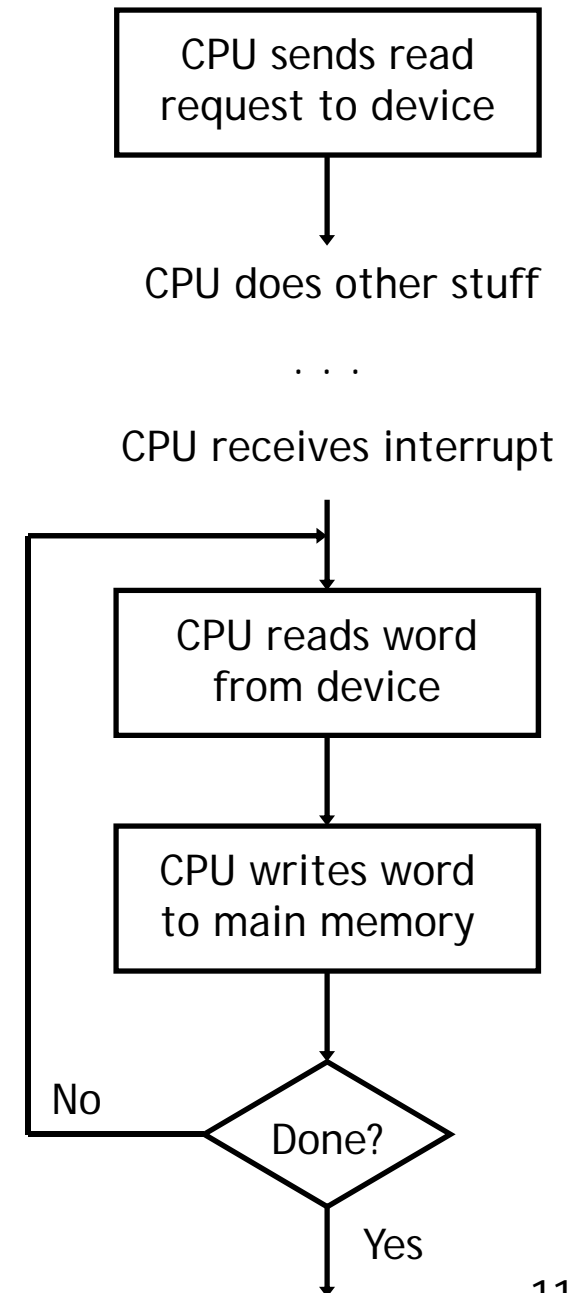 CPU sends read
request to device
CPU does other stuff
. . .
CPU receives interrupt
CPU reads word
from device
CPU writes word
to main memory
No
Done?
Yes
11